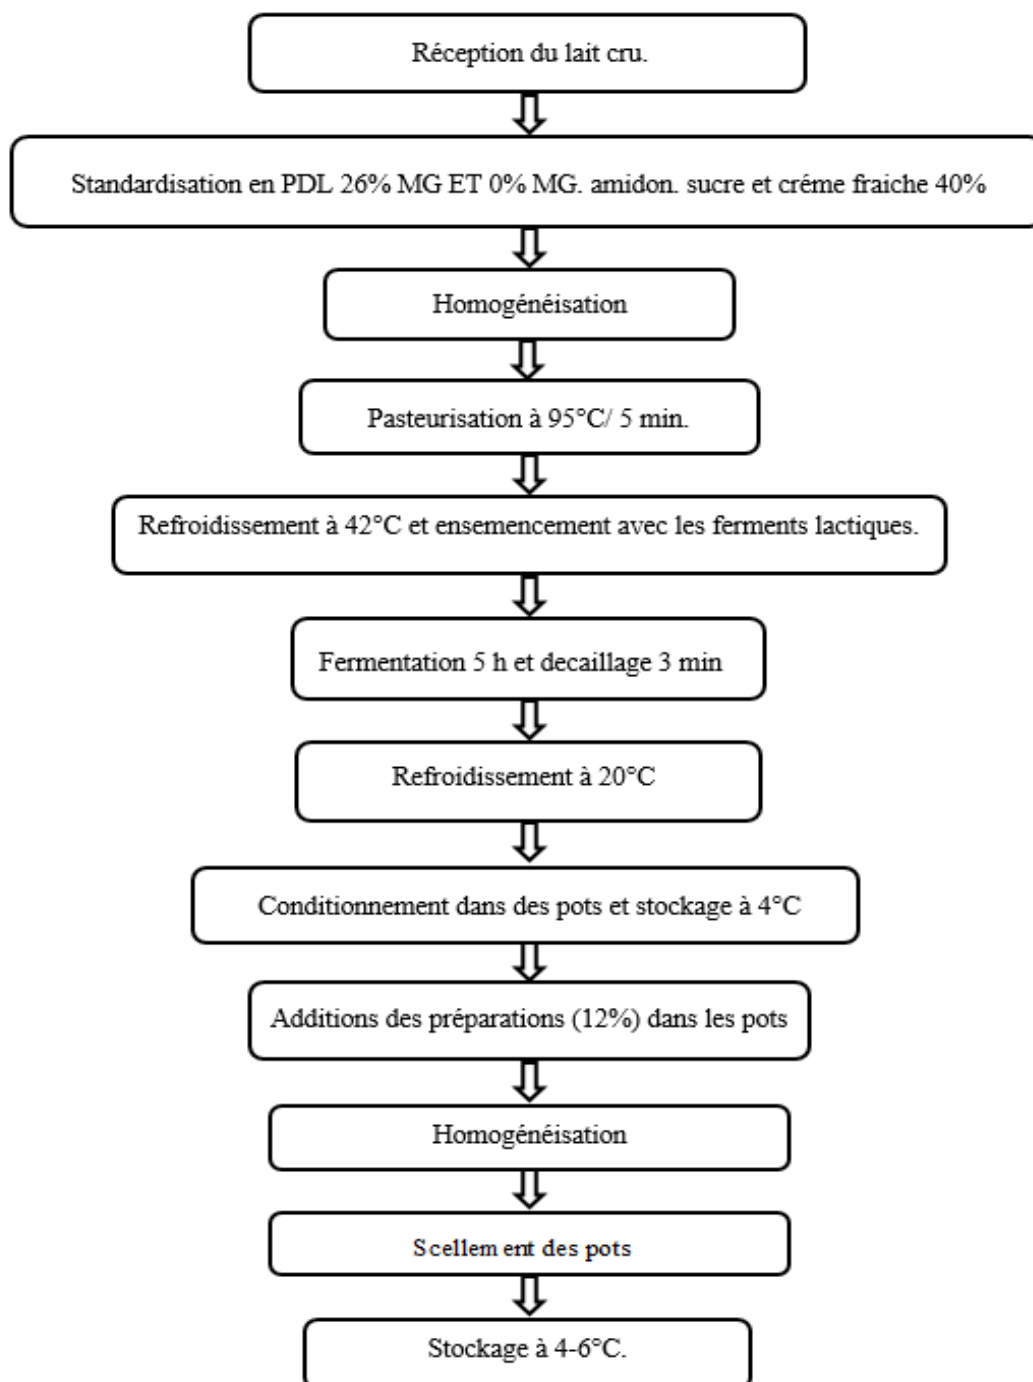 Réception du lait cru.
Standardisation en PDL 26% MG ET 0% MG. amidon. sucre et créme fraiche 40%
Homogénéisation
Pasteurisation à 95°C/ 5 min.
Refroidissement à 42°C et ensemencement avec les ferments lactiques.
Fermentation 5 h et decaillage 3 min
Refroidissement à 20°C
Conditionnement dans des pots et stockage à 4°C
Additions des préparations (12%) dans les pots
Homogénéisation
Scellement des pots
Stockage à 4-6°C.